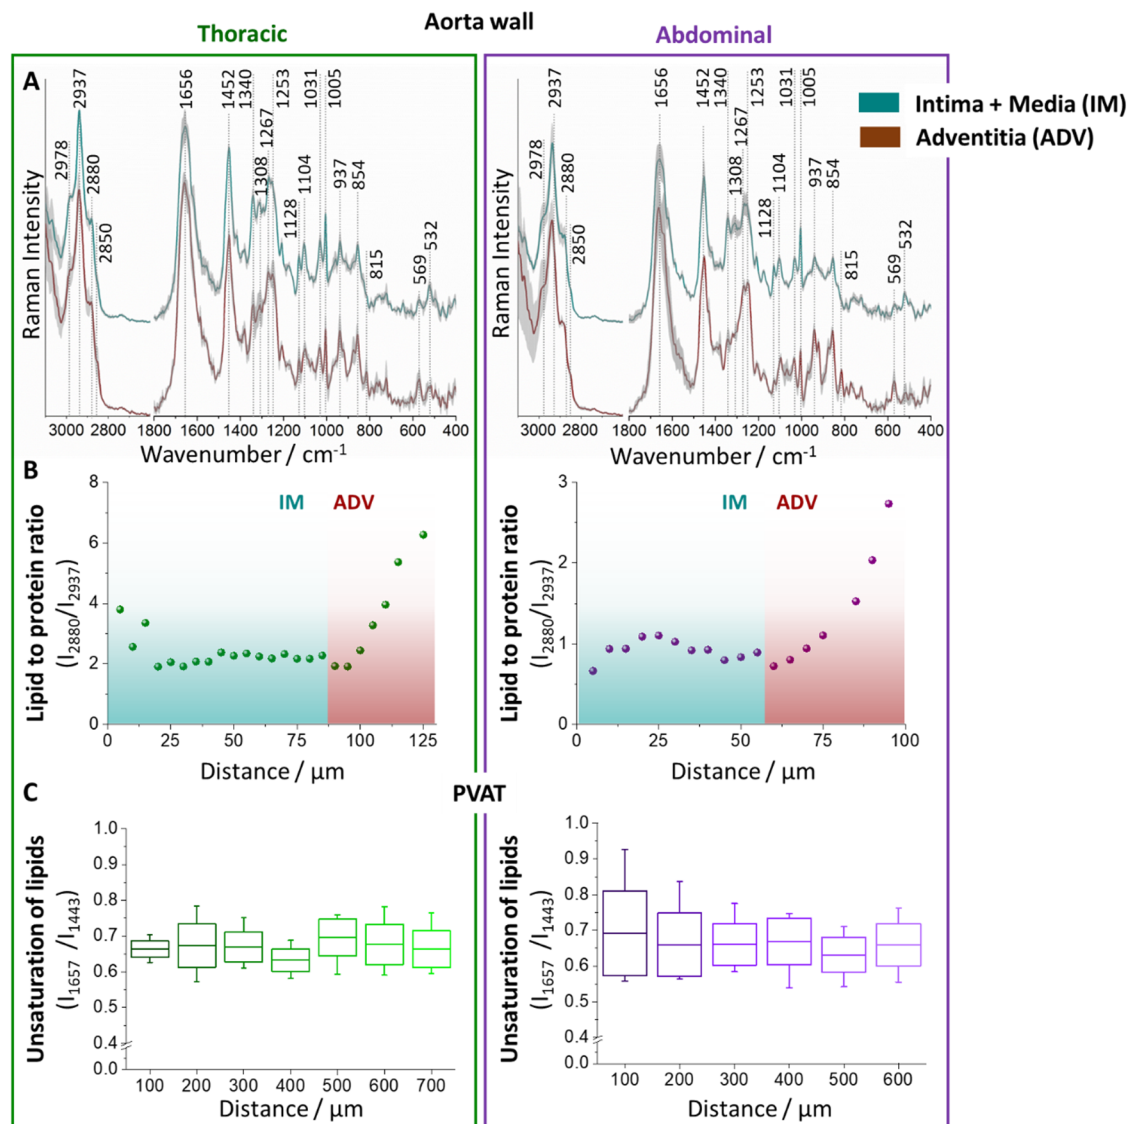 Aorta wall
Thoracic
Abdominal
A
2937
2978
2880
2850
1656
1452
1340
1308
1267
1253
1128
1104
1031
1005
937
854
815
569
532
Raman Intensity
3000 2800 1800 1600 1400 1200 1000 800 600 400
Wavenumber / cm-1
2937
2978
2880
2850
1656
1452
1340
1308
1267
1253
1128
1104
1031
1005
937
854
815
569
532
Raman Intensity
3000 2800 1800 1600 1400 1200 1000 800 600 400
Wavenumber / cm-1
Intima + Media (IM)
Adventitia (ADV)
B
Lipid to protein ratio
(I2880/I2937)
8
6
4
2
0
IM ADV
0 25 50 75 100 125
Distance / μm
Lipid to protein ratio
(I2880/I2937)
3
2
1
0
IM ADV
0 25 50 75 100
Distance / μm
C
PVAT
Unsaturation of lipids
(I1657 /I1443)
1.0
0.9
0.8
0.7
0.6
0.5
0.4
0.0
100 200 300 400 500 600 700
Distance / μm
Unsaturation of lipids
(I1657 /I1443)
1.0
0.9
0.8
0.7
0.6
0.5
0.4
0.0
100 200 300 400 500 600
Distance / μm